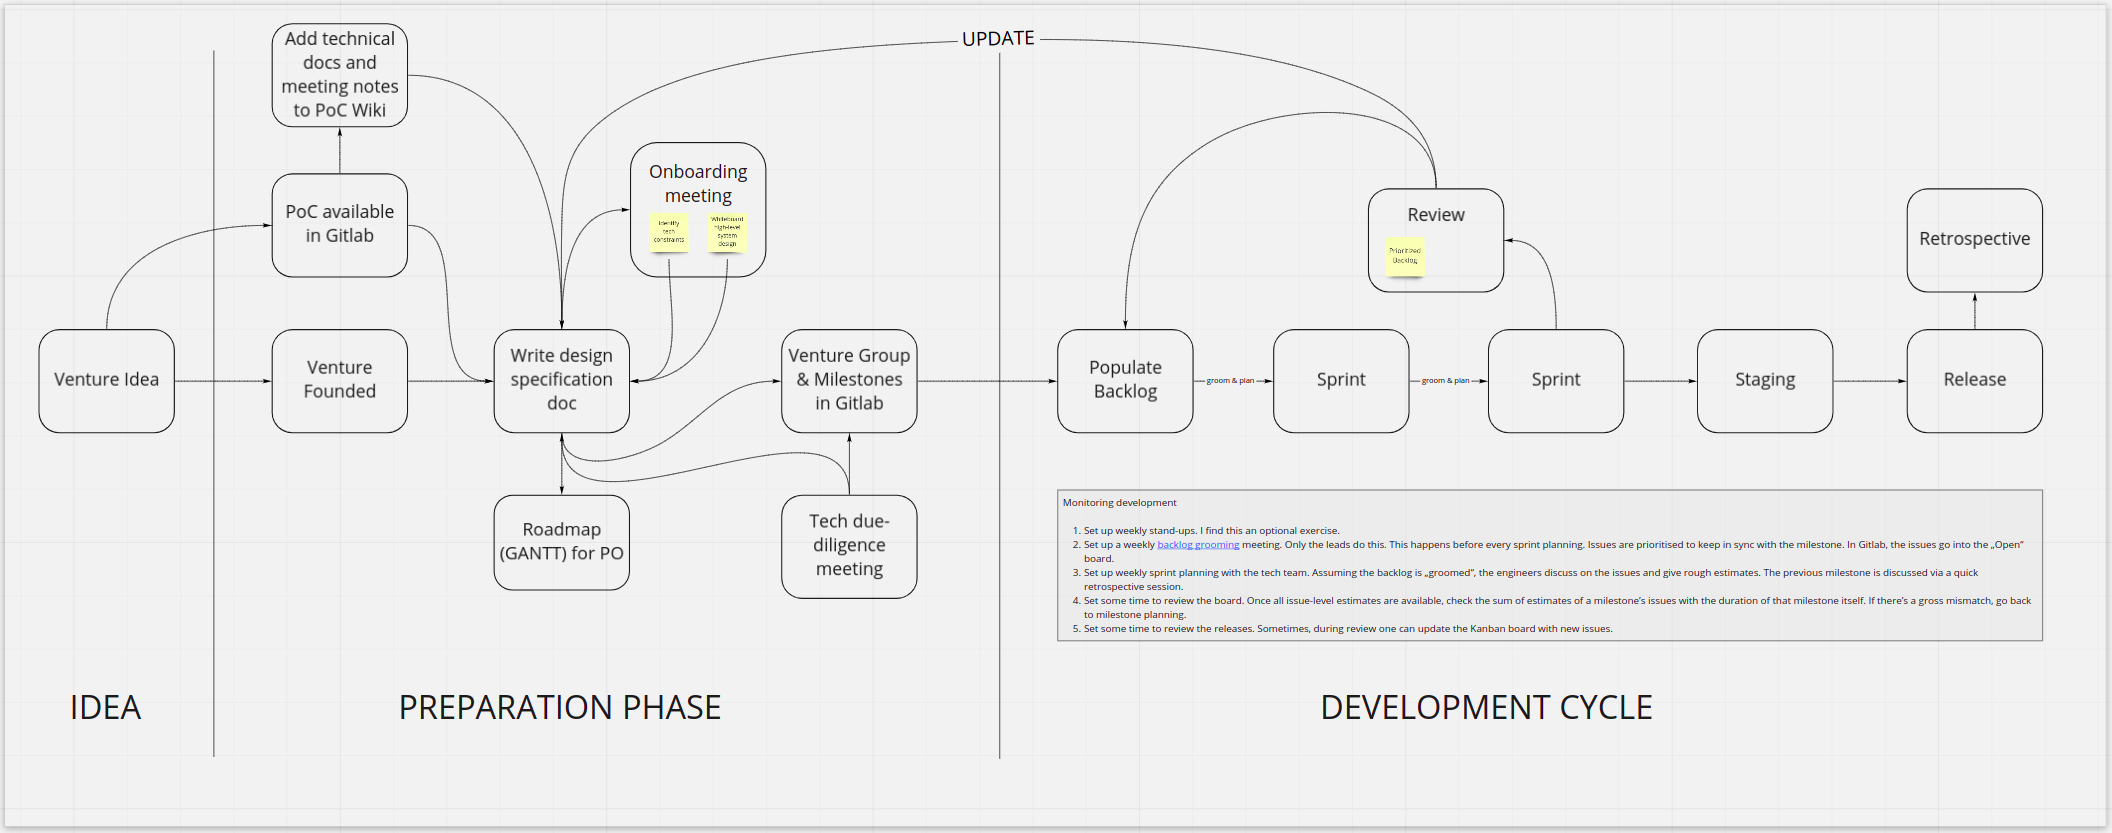 Add technical
docs and
meeting notes
to PoC Wiki
UPDATE
Onboarding
meeting
Identify
tech
constraints
Whiteboard
high-level
system
design
PoC available
in Gitlab
Review
Prioritized
Backlog
Retrospective
Venture Idea
Venture
Founded
Write design
specification
doc
Venture Group
& Milestones
in Gitlab
Populate
Backlog
groom & plan
Sprint
groom & plan
Sprint
Staging
Release
Roadmap
(GANTT) for PO
Tech due-
diligence
meeting
Monitoring development
1. Set up weekly stand-ups. I find this an optional exercise.
2. Set up a weekly backlog grooming meeting. Only the leads do this. This happens before every sprint planning. Issues are prioritised to keep in sync with the milestone. In Gitlab, the issues go into the „Open”
board.
3. Set up weekly sprint planning with the tech team. Assuming the backlog is „groomed”, the engineers discuss on the issues and give rough estimates. The previous milestone is discussed via a quick
retrospective session.
4. Set some time to review the board. Once all issue-level estimates are available, check the sum of estimates of a milestone’s issues with the duration of that milestone itself. If there’s a gross mismatch, go back
to milestone planning.
5. Set some time to review the releases. Sometimes, during review one can update the Kanban board with new issues.
IDEA
PREPARATION PHASE
DEVELOPMENT CYCLE